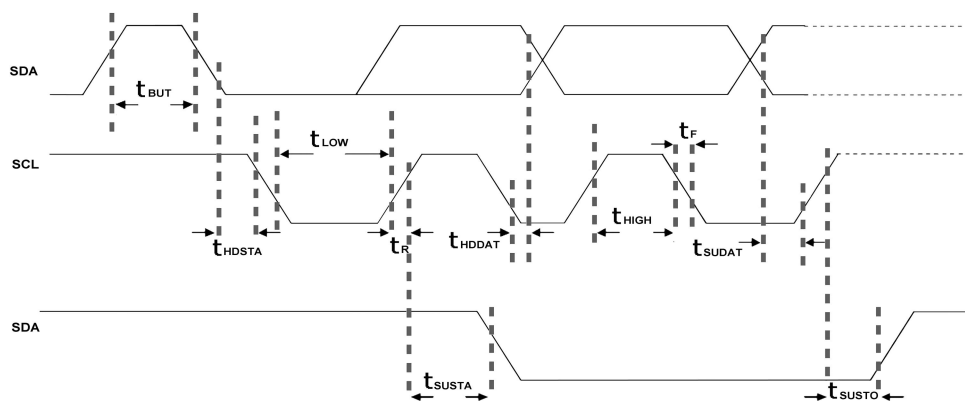 SDA
tBUT
SCL
tLOW
tF
tHDSTA
tR
tHDDAT
tHIGH
tSUDAT
SDA
tSUSTA
tSUSTO